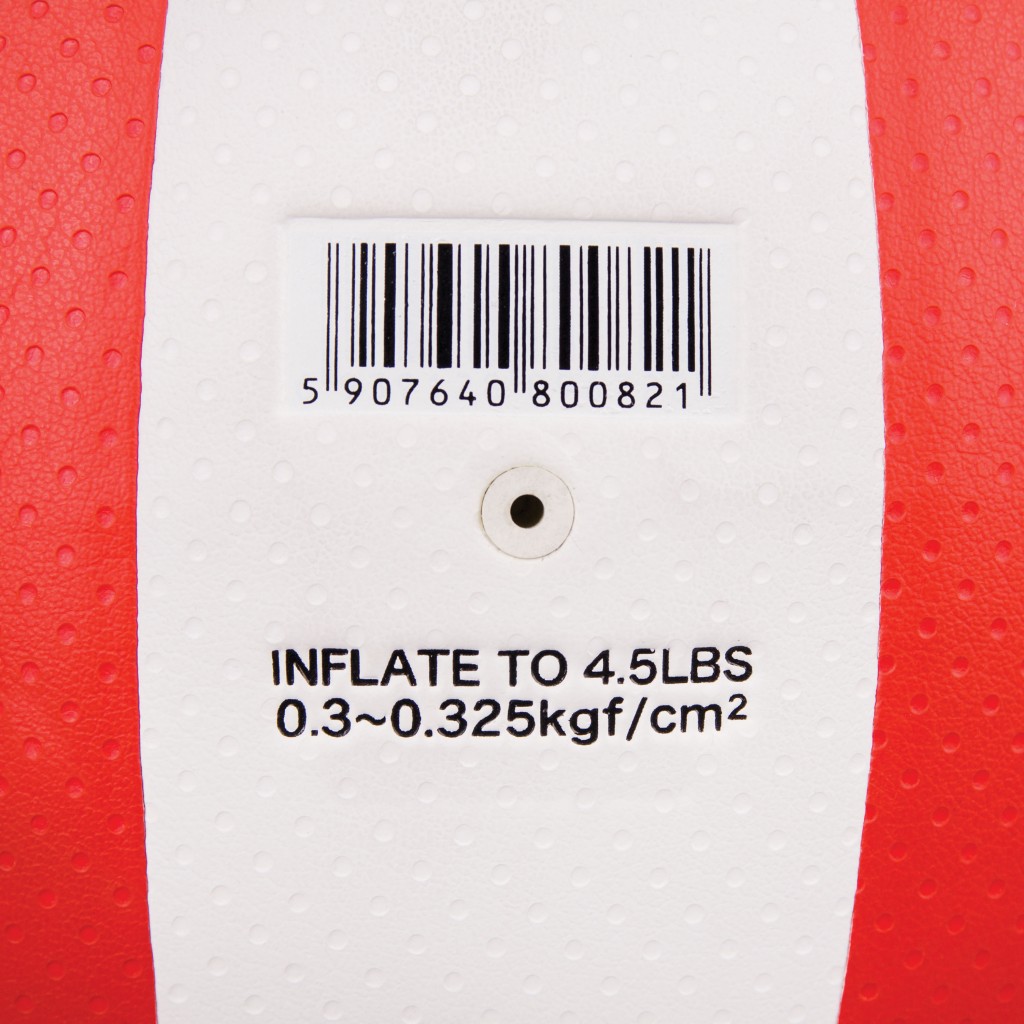 5 907640 800821
INFLATE TO 4.5LBS
0.3~0.325kgf/cm²